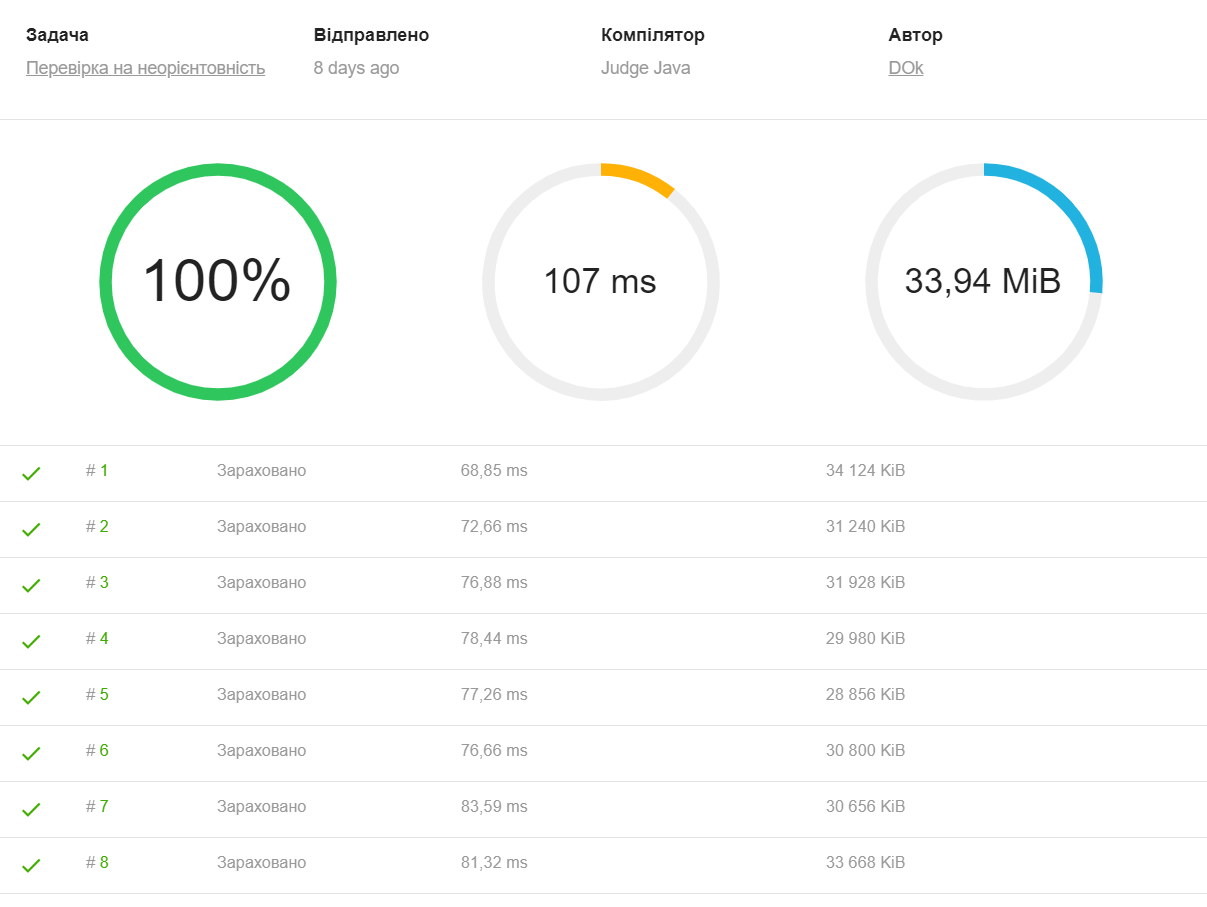 Задача Відправлено Компілятор Автор
Перевірка на неорієнтовність 8 days ago Judge Java DOk
100% 107 ms 33,94 MiB
# 1 Зараховано 68,85 ms 34 124 KiB
# 2 Зараховано 72,66 ms 31 240 KiB
# 3 Зараховано 76,88 ms 31 928 KiB
# 4 Зараховано 78,44 ms 29 980 KiB
# 5 Зараховано 77,26 ms 28 856 KiB
# 6 Зараховано 76,66 ms 30 800 KiB
# 7 Зараховано 83,59 ms 30 656 KiB
# 8 Зараховано 81,32 ms 33 668 KiB